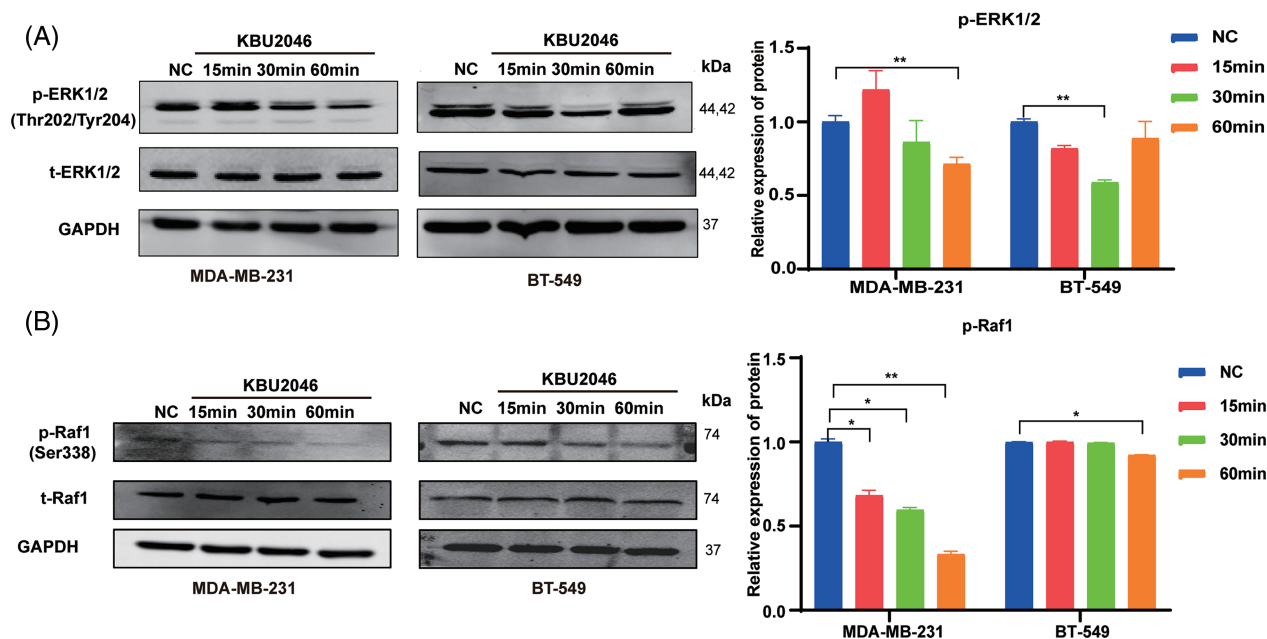 (A)
KBU2046
NC 15min 30min 60min
p-ERK1/2
(Thr202/Tyr204)
t-ERK1/2
GAPDH
MDA-MB-231
KBU2046
NC 15min 30min 60min
kDa
44,42
44,42
37
BT-549
p-ERK1/2
Relative expression of protein
1.5
1.0
0.5
0.0
**
**
MDA-MB-231
BT-549
NC
15min
30min
60min
(B)
KBU2046
NC 15min 30min 60min
p-Raf1
(Ser338)
t-Raf1
GAPDH
MDA-MB-231
KBU2046
NC 15min 30min 60min
kDa
74
74
37
BT-549
p-Raf1
Relative expression of protein
1.5
1.0
0.5
0.0
**
*
*
*
MDA-MB-231
BT-549
NC
15min
30min
60min